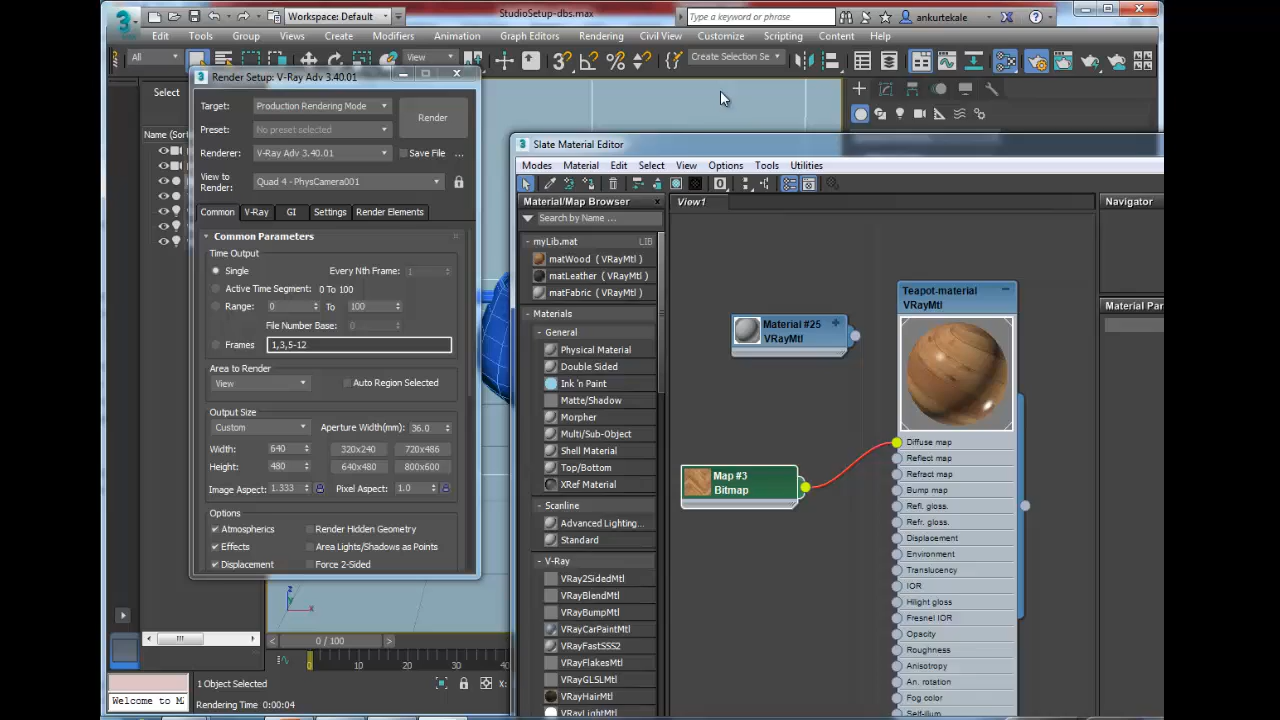 Workspace: Default
StudioSetup-dbs.max
Type a keyword or phrase
ankurtekale
Edit Tools Group Views Create Modifiers Animation Graph Editors Rendering Civil View Customize Scripting Content Help
All
View
Create Selection Se
Select
Name (Sor
Render Setup: V-Ray Adv 3.40.01
Target: Production Rendering Mode
Render
Preset: No preset selected
Renderer: V-Ray Adv 3.40.01 Save File ...
View to
Render:
Quad 4 - PhysCamera001
Common V-Ray GI Settings Render Elements
Common Parameters
Time Output
Single Every Nth Frame: 1
Active Time Segment: 0 To 100
Range: 0 To 100
File Number Base: 0
Frames 1,3,5-12
Area to Render
View Auto Region Selected
Output Size
Custom Aperture Width(mm): 36.0
Width: 640 320x240 720x486
Height: 480 640x480 800x600
Image Aspect: 1.333 Pixel Aspect: 1.0
Options
Atmospherics Render Hidden Geometry
Effects Area Lights/Shadows as Points
Displacement Force 2-Sided
Slate Material Editor
Modes Material Edit Select View Options Tools Utilities
Material/Map Browser
Search by Name ...
myLib.mat LIB
matWood ( VRayMtl )
matLeather ( VRayMtl )
matFabric ( VRayMtl )
Materials
General
Physical Material
Double Sided
Ink 'n Paint
Matte/Shadow
Morpher
Multi/Sub-Object
Shell Material
Top/Bottom
XRef Material
Scanline
Advanced Lighting...
Standard
V-Ray
VRay2SidedMtl
VRayBlendMtl
VRayBumpMtl
VRayCarPaintMtl
VRayFastSSS2
VRayFlakesMtl
VRayGLSLMtl
VRayHairMtl
VRayLightMtl
View1
Material #25
VRayMtl
Map #3
Bitmap
Teapot-material
VRayMtl
Diffuse map
Reflect map
Refract map
Bump map
Refl. gloss.
Refr. gloss.
Displacement
Environment
Translucency
IOR
Hilight gloss
Fresnel IOR
Opacity
Roughness
Anisotropy
An. rotation
Fog color
Self-illum
Navigator
Material Par
x
0 / 100
0 10 20 30 40
1 Object Selected
Welcome to M
Rendering Time 0:00:04